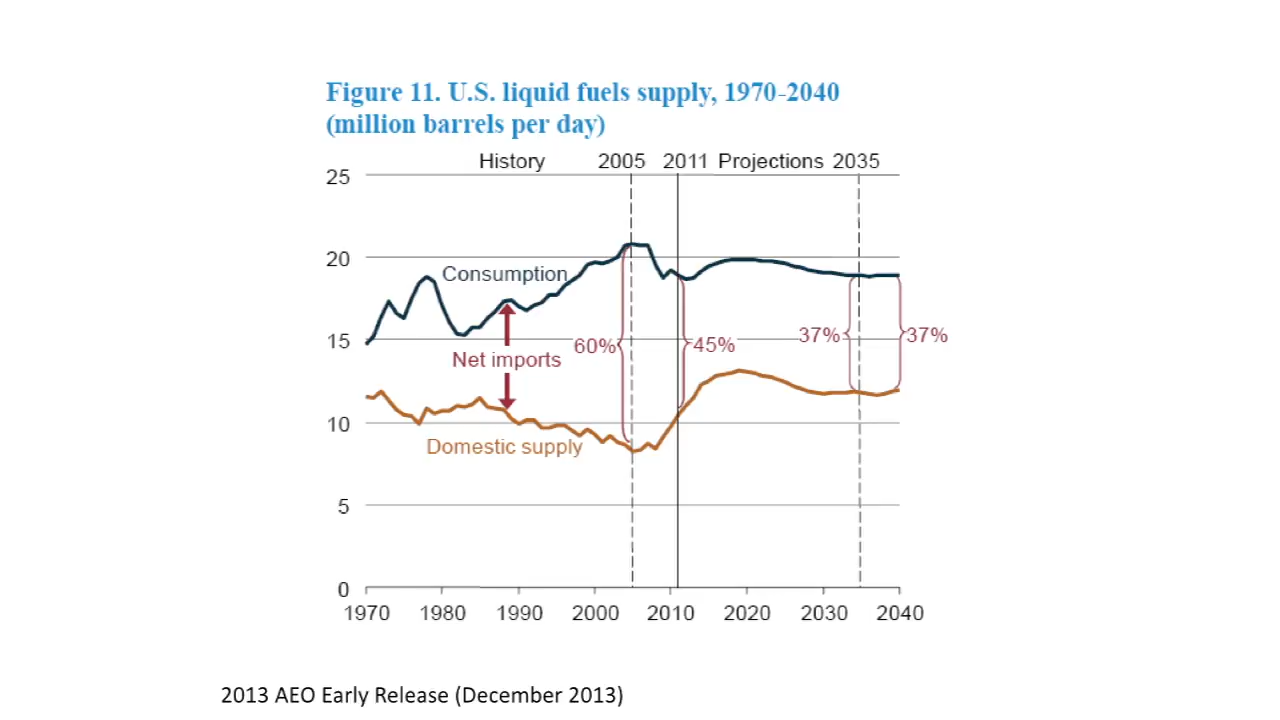 Figure 11. U.S. liquid fuels supply, 1970-2040
(million barrels per day)
History 2005 2011 Projections 2035
25
20
Consumption
15
60% 45% 37% 37%
Net imports
10
Domestic supply
5
0
1970 1980 1990 2000 2010 2020 2030 2040
2013 AEO Early Release (December 2013)